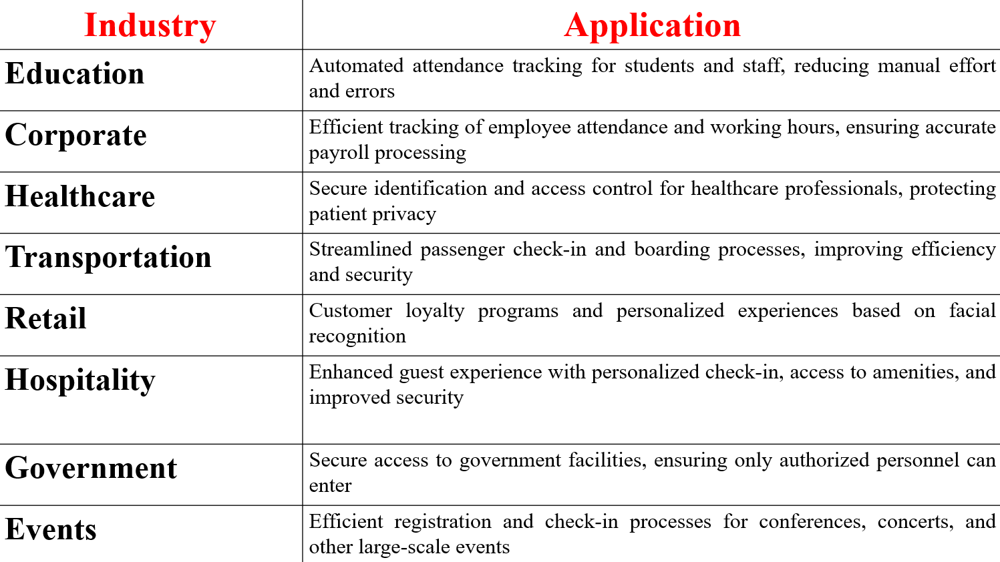 Industry
Application
Education
Automated attendance tracking for students and staff, reducing manual effort
and errors
Corporate
Efficient tracking of employee attendance and working hours, ensuring accurate
payroll processing
Healthcare
Secure identification and access control for healthcare professionals, protecting
patient privacy
Transportation
Streamlined passenger check-in and boarding processes, improving efficiency
and security
Retail
Customer loyalty programs and personalized experiences based on facial
recognition
Hospitality
Enhanced guest experience with personalized check-in, access to amenities, and
improved security
Government
Secure access to government facilities, ensuring only authorized personnel can
enter
Events
Efficient registration and check-in processes for conferences, concerts, and
other large-scale events